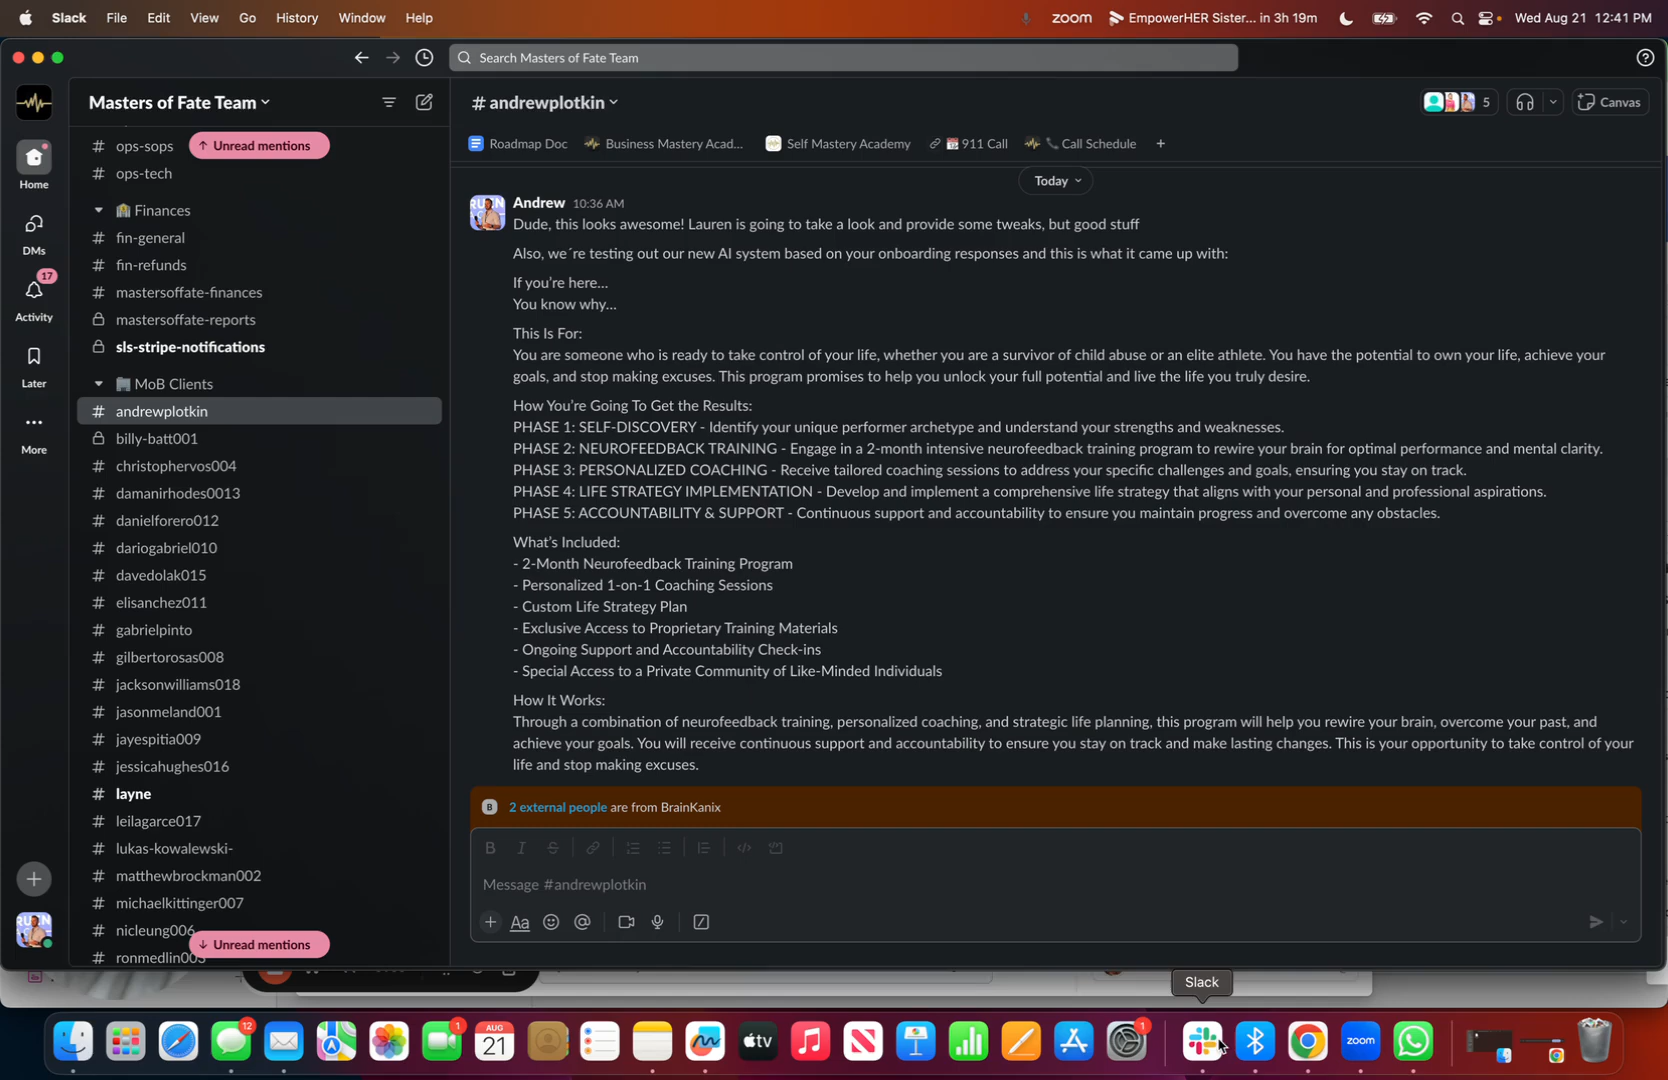 Slack File Edit View Go History Window Help
zoom EmpowerHER Sister... in 3h 19m Wed Aug 21 12:41 PM
Search Masters of Fate Team
Masters of Fate Team
# andrewplotkin
5 Canvas
Roadmap Doc Business Mastery Acad... Self Mastery Academy 911 Call Call Schedule +
Home
DMs
17
Activity
Later
More
# ops-sops
↑ Unread mentions
# ops-tech
Finances
# fin-general
# fin-refunds
# mastersoffate-finances
mastersoffate-reports
sls-stripe-notifications
MoB Clients
# andrewplotkin
billy-batt001
# christophervos004
# damanirhodes0013
# danielforero012
# dariogabriel010
# davedolak015
# elisanchez011
# gabrielpinto
# gilbertorosas008
# jacksonwilliams018
# jasonmeland001
# jayespitia009
# jessicahughes016
# layne
# leilagarce017
# lukas-kowalewski-
# matthewbrockman002
# michaelkittinger007
# nicleung006
↓ Unread mentions
# ronmedlin003
Today
Andrew 10:36 AM
Dude, this looks awesome! Lauren is going to take a look and provide some tweaks, but good stuff
Also, we´re testing out our new AI system based on your onboarding responses and this is what it came up with:
If you're here...
You know why...
This Is For:
You are someone who is ready to take control of your life, whether you are a survivor of child abuse or an elite athlete. You have the potential to own your life, achieve your
goals, and stop making excuses. This program promises to help you unlock your full potential and live the life you truly desire.
How You're Going To Get the Results:
PHASE 1: SELF-DISCOVERY - Identify your unique performer archetype and understand your strengths and weaknesses.
PHASE 2: NEUROFEEDBACK TRAINING - Engage in a 2-month intensive neurofeedback training program to rewire your brain for optimal performance and mental clarity.
PHASE 3: PERSONALIZED COACHING - Receive tailored coaching sessions to address your specific challenges and goals, ensuring you stay on track.
PHASE 4: LIFE STRATEGY IMPLEMENTATION - Develop and implement a comprehensive life strategy that aligns with your personal and professional aspirations.
PHASE 5: ACCOUNTABILITY & SUPPORT - Continuous support and accountability to ensure you maintain progress and overcome any obstacles.
What's Included:
- 2-Month Neurofeedback Training Program
- Personalized 1-on-1 Coaching Sessions
- Custom Life Strategy Plan
- Exclusive Access to Proprietary Training Materials
- Ongoing Support and Accountability Check-ins
- Special Access to a Private Community of Like-Minded Individuals
How It Works:
Through a combination of neurofeedback training, personalized coaching, and strategic life planning, this program will help you rewire your brain, overcome your past, and
achieve your goals. You will receive continuous support and accountability to ensure you stay on track and make lasting changes. This is your opportunity to take control of your
life and stop making excuses.
B 2 external people are from BrainKanix
B I S
Message #andrewplotkin
+ Aa @
Slack
12 1 AUG 21 tv 1 zoom